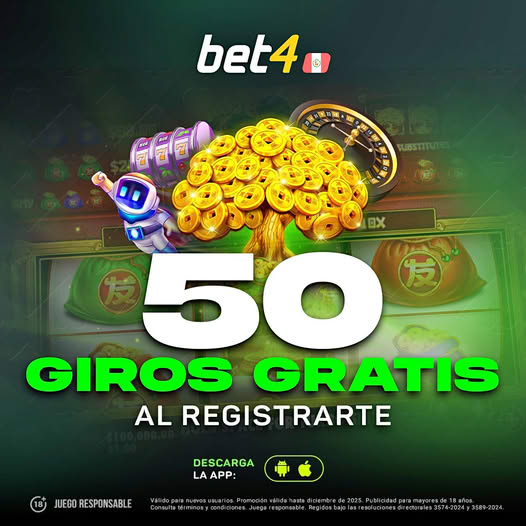 bet4
50
GIROS GRATIS
AL REGISTRARTE
DESCARGA
LA APP:
18+ JUEGO RESPONSABLE
Válido para nuevos usuarios. Promoción válida hasta diciembre de 2025. Publicidad para mayores de 18 años.
Consulta términos y condiciones. Juega responsable. Regidos bajo las resoluciones directorales 3574-2024 y 3589-2024.